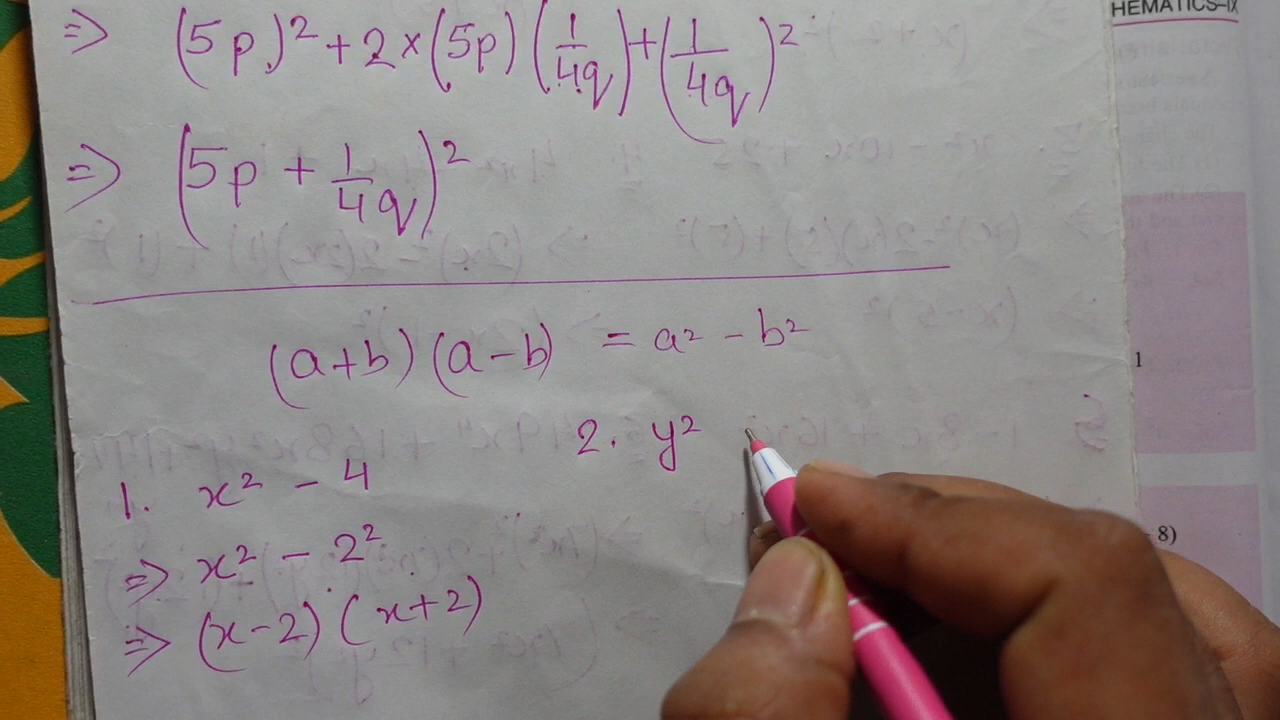 HEMATICS–IX
⇒ (5p)² + 2×(5p)(1/4q)+(1/4q)²
⇒ (5p + 1/4q)²
(a+b)(a-b) = a² - b²
1. x² - 4
⇒ x² - 2²
⇒ (x-2)(x+2)
2. y²
1
8)